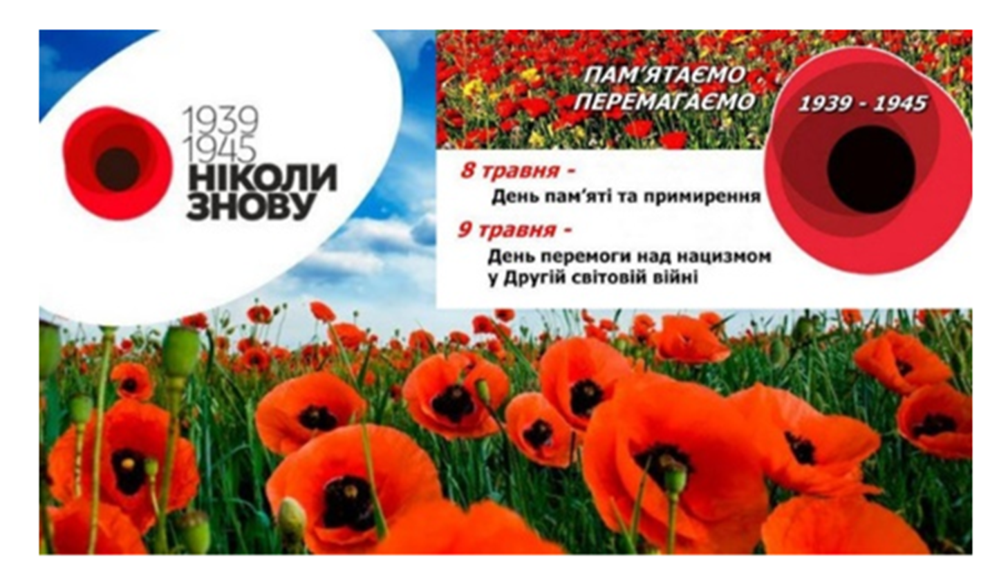 1939
1945
НІКОЛИ
ЗНОВУ
ПАМ'ЯТАЄМО
ПЕРЕМАГАЄМО
1939 - 1945
8 травня -
День пам'яті та примирення
9 травня -
День перемоги над нацизмом
у Другій світовій війні